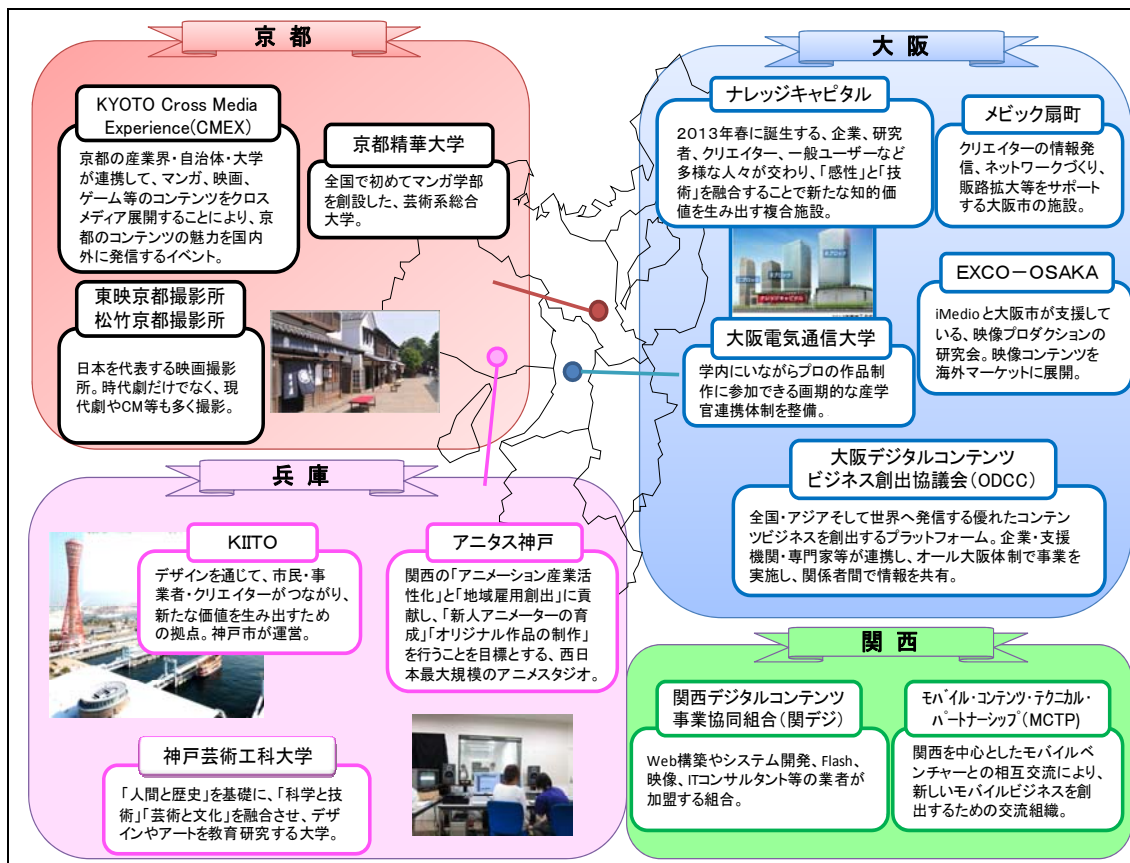 京 都
KYOTO Cross Media
Experience(CMEX)
京都の産業界・自治体・大学
が連携して、マンガ、映画、
ゲーム等のコンテンツをクロス
メディア展開することにより、京
都のコンテンツの魅力を国内
外に発信するイベント。
京都精華大学
全国で初めてマンガ学部
を創設した、芸術系総合
大学。
東映京都撮影所
松竹京都撮影所
日本を代表する映画撮影
所。時代劇だけでなく、現
代劇やCM等も多く撮影。
大 阪
ナレッジキャピタル
2013年春に誕生する、企業、研究
者、クリエイター、一般ユーザーなど
多様な人々が交わり、「感性」と「技
術」を融合することで新たな知的価
値を生み出す複合施設。
ナレッジキャピタル
メビック扇町
クリエイターの情報発
信、ネットワークづくり、
販路拡大等をサポート
する大阪市の施設。
EXCO－OSAKA
iMedioと大阪市が支援して
いる、映像プロダクションの
研究会。映像コンテンツを
海外マーケットに展開。
大阪電気通信大学
学内にいながらプロの作品制
作に参加できる画期的な産学
官連携体制を整備。
大阪デジタルコンテンツ
ビジネス創出協議会（ODCC）
全国・アジアそして世界へ発信する優れたコンテン
ツビジネスを創出するプラットフォーム。企業・支援
機関・専門家等が連携し、オール大阪体制で事業を
実施し、関係者間で情報を共有。
兵 庫
KIITO
デザインを通じて、市民・事
業者・クリエイターがつながり、
新たな価値を生み出すため
の拠点。神戸市が運営。
アニタス神戸
関西の「アニメーション産業活
性化」と「地域雇用創出」に貢
献し、「新人アニメーターの育
成」「オリジナル作品の制作」
を行うことを目標とする、西日
本最大規模のアニメスタジオ。
神戸芸術工科大学
「人間と歴史」を基礎に、「科学と技
術」「芸術と文化」を融合させ、デザ
インやアートを教育研究する大学。
関 西
関西デジタルコンテンツ
事業協同組合（関デジ）
Web構築やシステム開発、Flash、
映像、ITコンサルタント等の業者が
加盟する組合。
ﾓﾊﾞｲﾙ・ｺﾝﾃﾝﾂ・ﾃｸﾆｶﾙ・
ﾊﾟｰﾄﾅｰｼｯﾌﾟ(MCTP)
関西を中心としたモバイルベ
ンチャーとの相互交流により、
新しいモバイルビジネスを創
出するための交流組織。